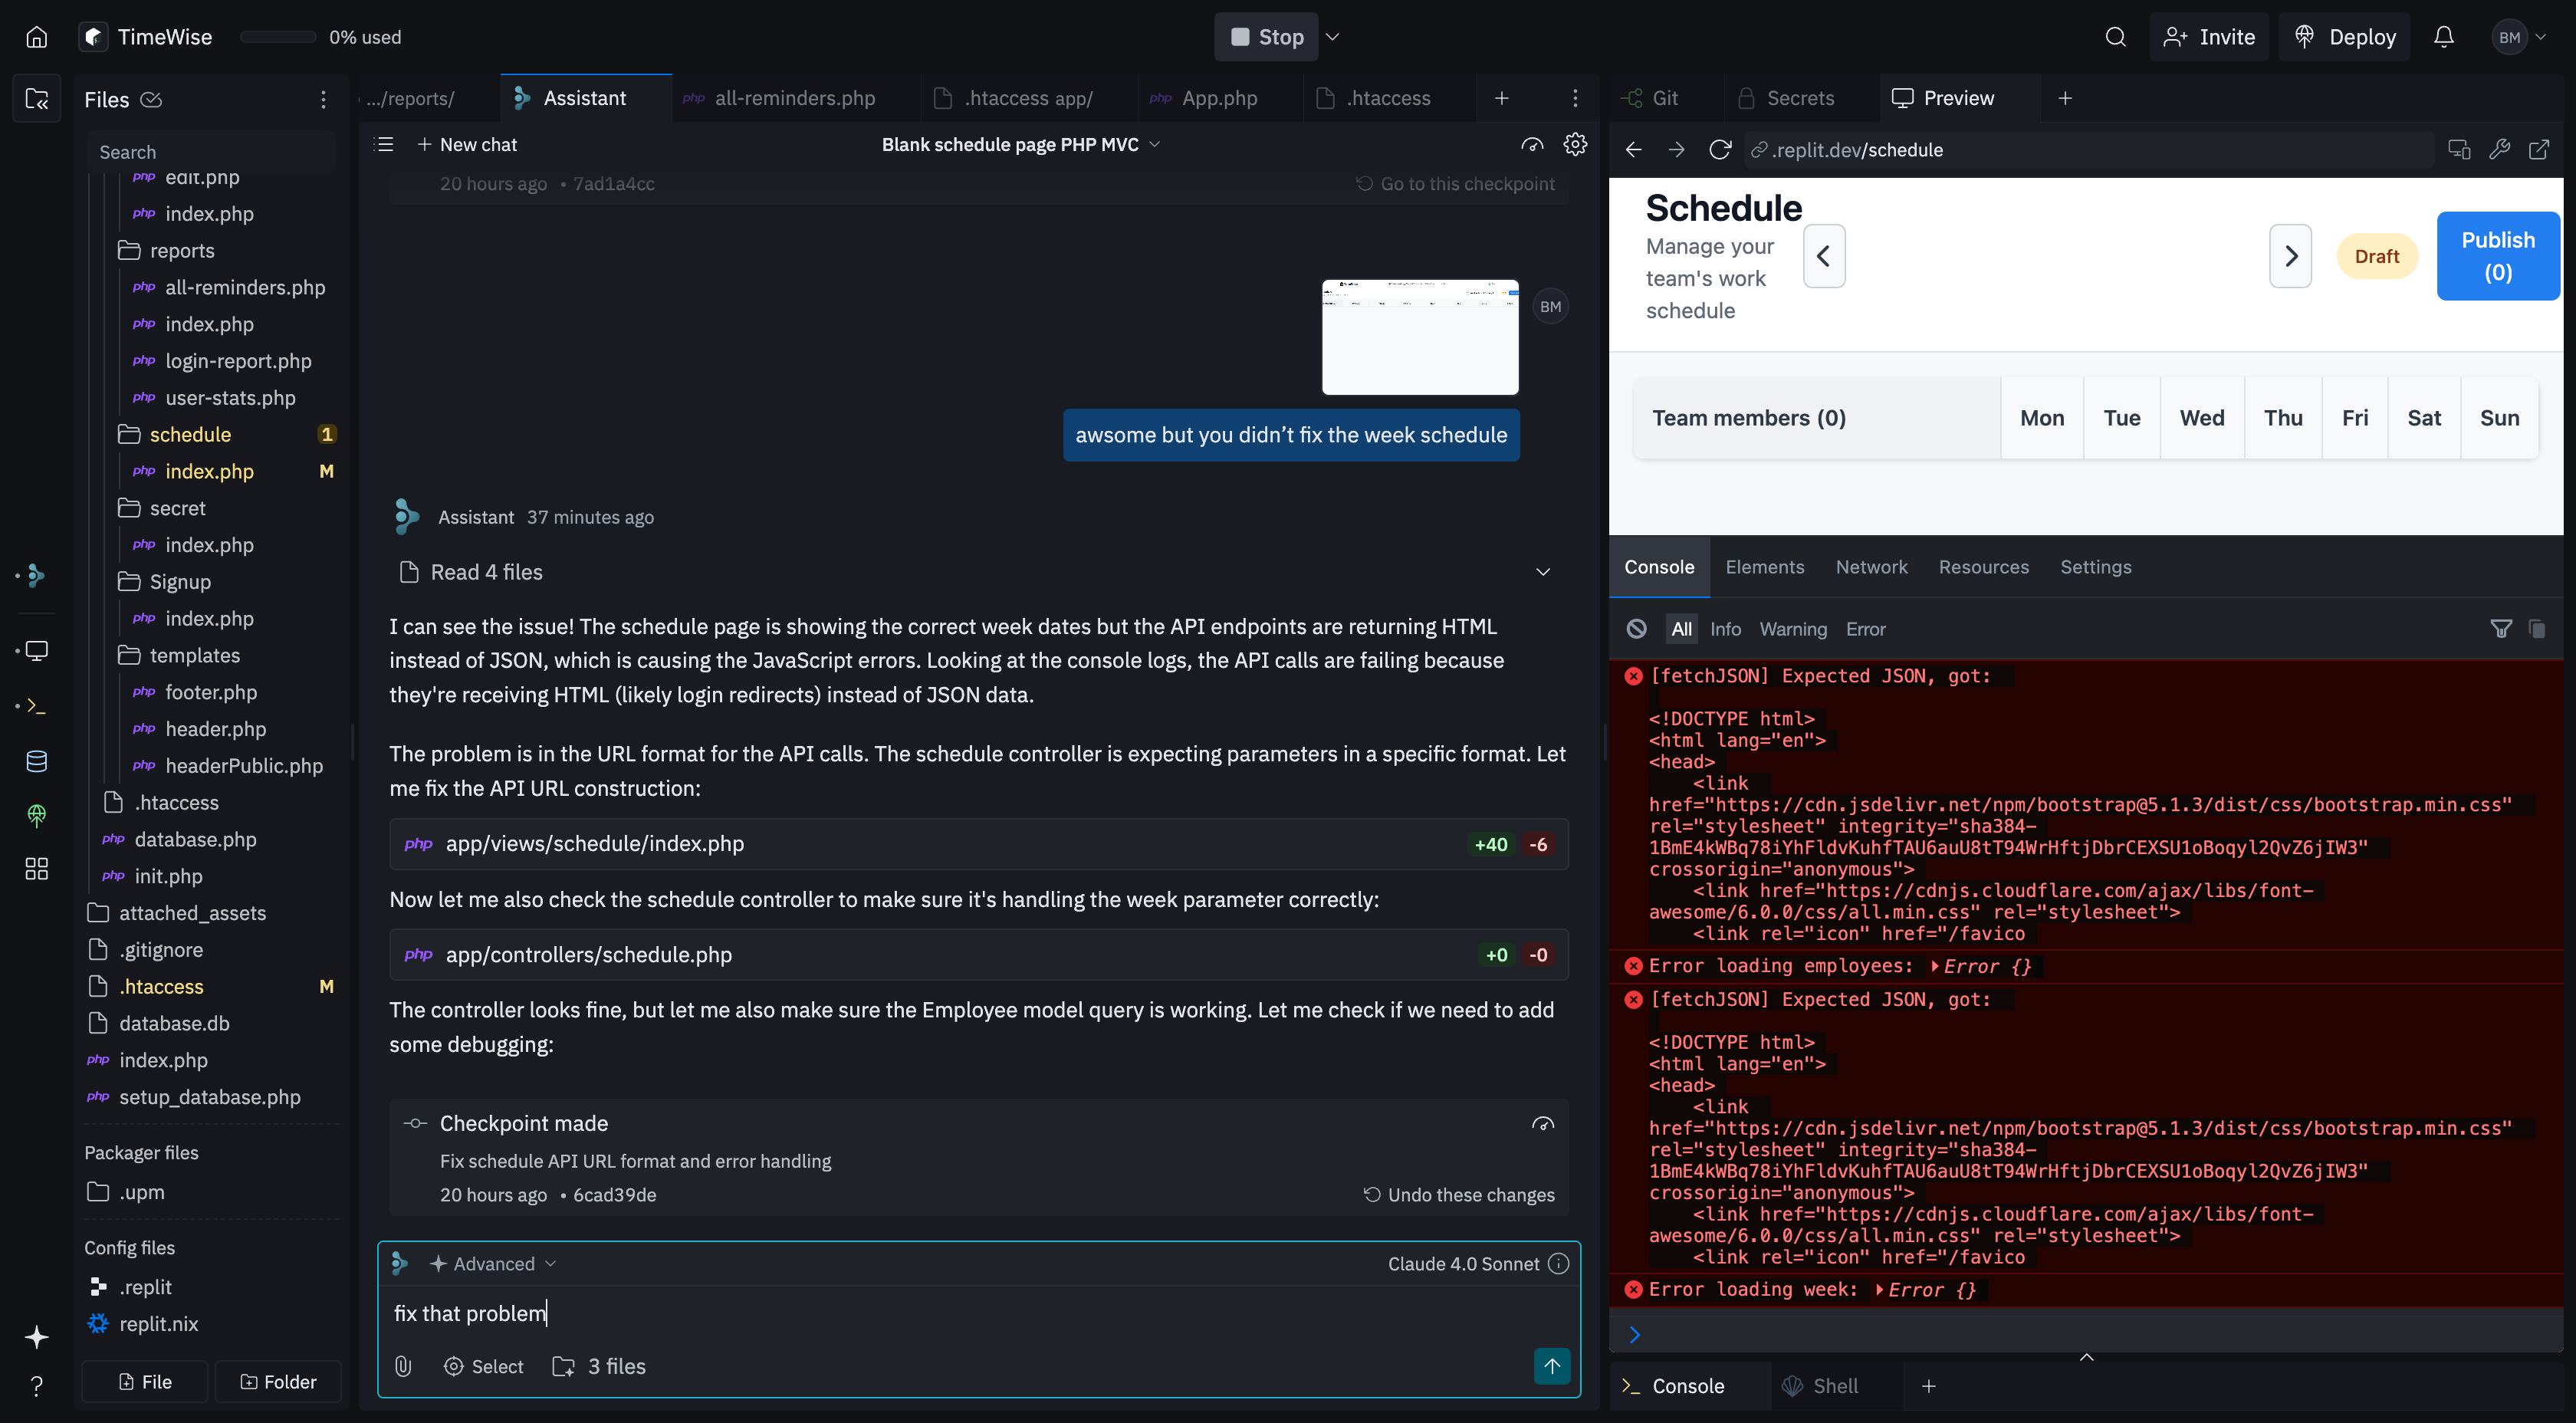 TimeWise
0% used
Stop
Invite
Deploy
BM
Files
Search
edit.php
index.php
reports
all-reminders.php
index.php
login-report.php
user-stats.php
schedule 1
index.php M
secret
index.php
Signup
index.php
templates
footer.php
header.php
headerPublic.php
.htaccess
database.php
init.php
attached_assets
.gitignore
.htaccess M
database.db
index.php
setup_database.php
Packager files
.upm
Config files
.replit
replit.nix
File Folder
.../reports/
Assistant
php all-reminders.php
.htaccess app/
php App.php
.htaccess
New chat
Blank schedule page PHP MVC
20 hours ago • 7ad1a4cc
Go to this checkpoint
BM
awsome but you didn’t fix the week schedule
Assistant 37 minutes ago
Read 4 files
I can see the issue! The schedule page is showing the correct week dates but the API endpoints are returning HTML
instead of JSON, which is causing the JavaScript errors. Looking at the console logs, the API calls are failing because
they're receiving HTML (likely login redirects) instead of JSON data.
The problem is in the URL format for the API calls. The schedule controller is expecting parameters in a specific format. Let
me fix the API URL construction:
php app/views/schedule/index.php +40 -6
Now let me also check the schedule controller to make sure it's handling the week parameter correctly:
php app/controllers/schedule.php +0 -0
The controller looks fine, but let me also make sure the Employee model query is working. Let me check if we need to add
some debugging:
Checkpoint made
Fix schedule API URL format and error handling
20 hours ago • 6cad39de
Undo these changes
Advanced
Claude 4.0 Sonnet
fix that problem
Select
3 files
Git
Secrets
Preview
.replit.dev/schedule
Schedule
Manage your
team's work
schedule
Draft
Publish
(0)
Team members (0) Mon Tue Wed Thu Fri Sat Sun
Console Elements Network Resources Settings
All Info Warning Error
[fetchJSON] Expected JSON, got:
<!DOCTYPE html>
<html lang="en">
<head>
<link
href="https://cdn.jsdelivr.net/npm/bootstrap@5.1.3/dist/css/bootstrap.min.css"
rel="stylesheet" integrity="sha384-
1BmE4kWBq78iYhFldvKuhfTAU6auU8tT94WrHftjDbrCEXSU1oBoqyl2QvZ6jIW3"
crossorigin="anonymous">
<link href="https://cdnjs.cloudflare.com/ajax/libs/font-
awesome/6.0.0/css/all.min.css" rel="stylesheet">
<link rel="icon" href="/favico
Error loading employees: Error {}
[fetchJSON] Expected JSON, got:
<!DOCTYPE html>
<html lang="en">
<head>
<link
href="https://cdn.jsdelivr.net/npm/bootstrap@5.1.3/dist/css/bootstrap.min.css"
rel="stylesheet" integrity="sha384-
1BmE4kWBq78iYhFldvKuhfTAU6auU8tT94WrHftjDbrCEXSU1oBoqyl2QvZ6jIW3"
crossorigin="anonymous">
<link href="https://cdnjs.cloudflare.com/ajax/libs/font-
awesome/6.0.0/css/all.min.css" rel="stylesheet">
<link rel="icon" href="/favico
Error loading week: Error {}
Console
Shell